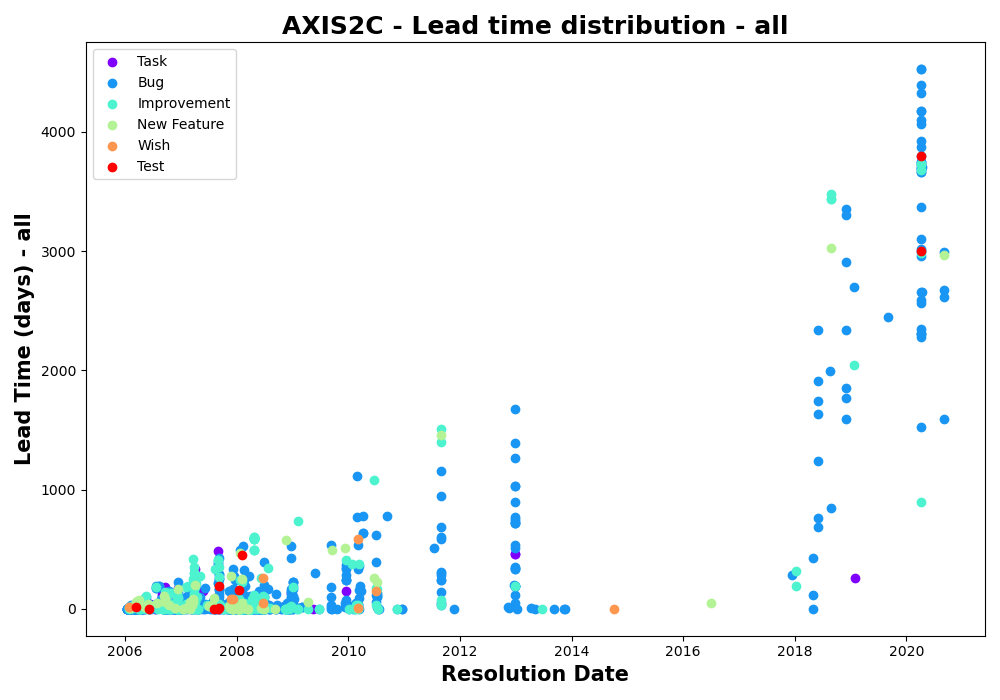 AXIS2C - Lead time distribution - all
Task
Bug
Improvement
New Feature
Wish
Test
Lead Time (days) - all
4000
3000
2000
1000
0
2006 2008 2010 2012 2014 2016 2018 2020
Resolution Date